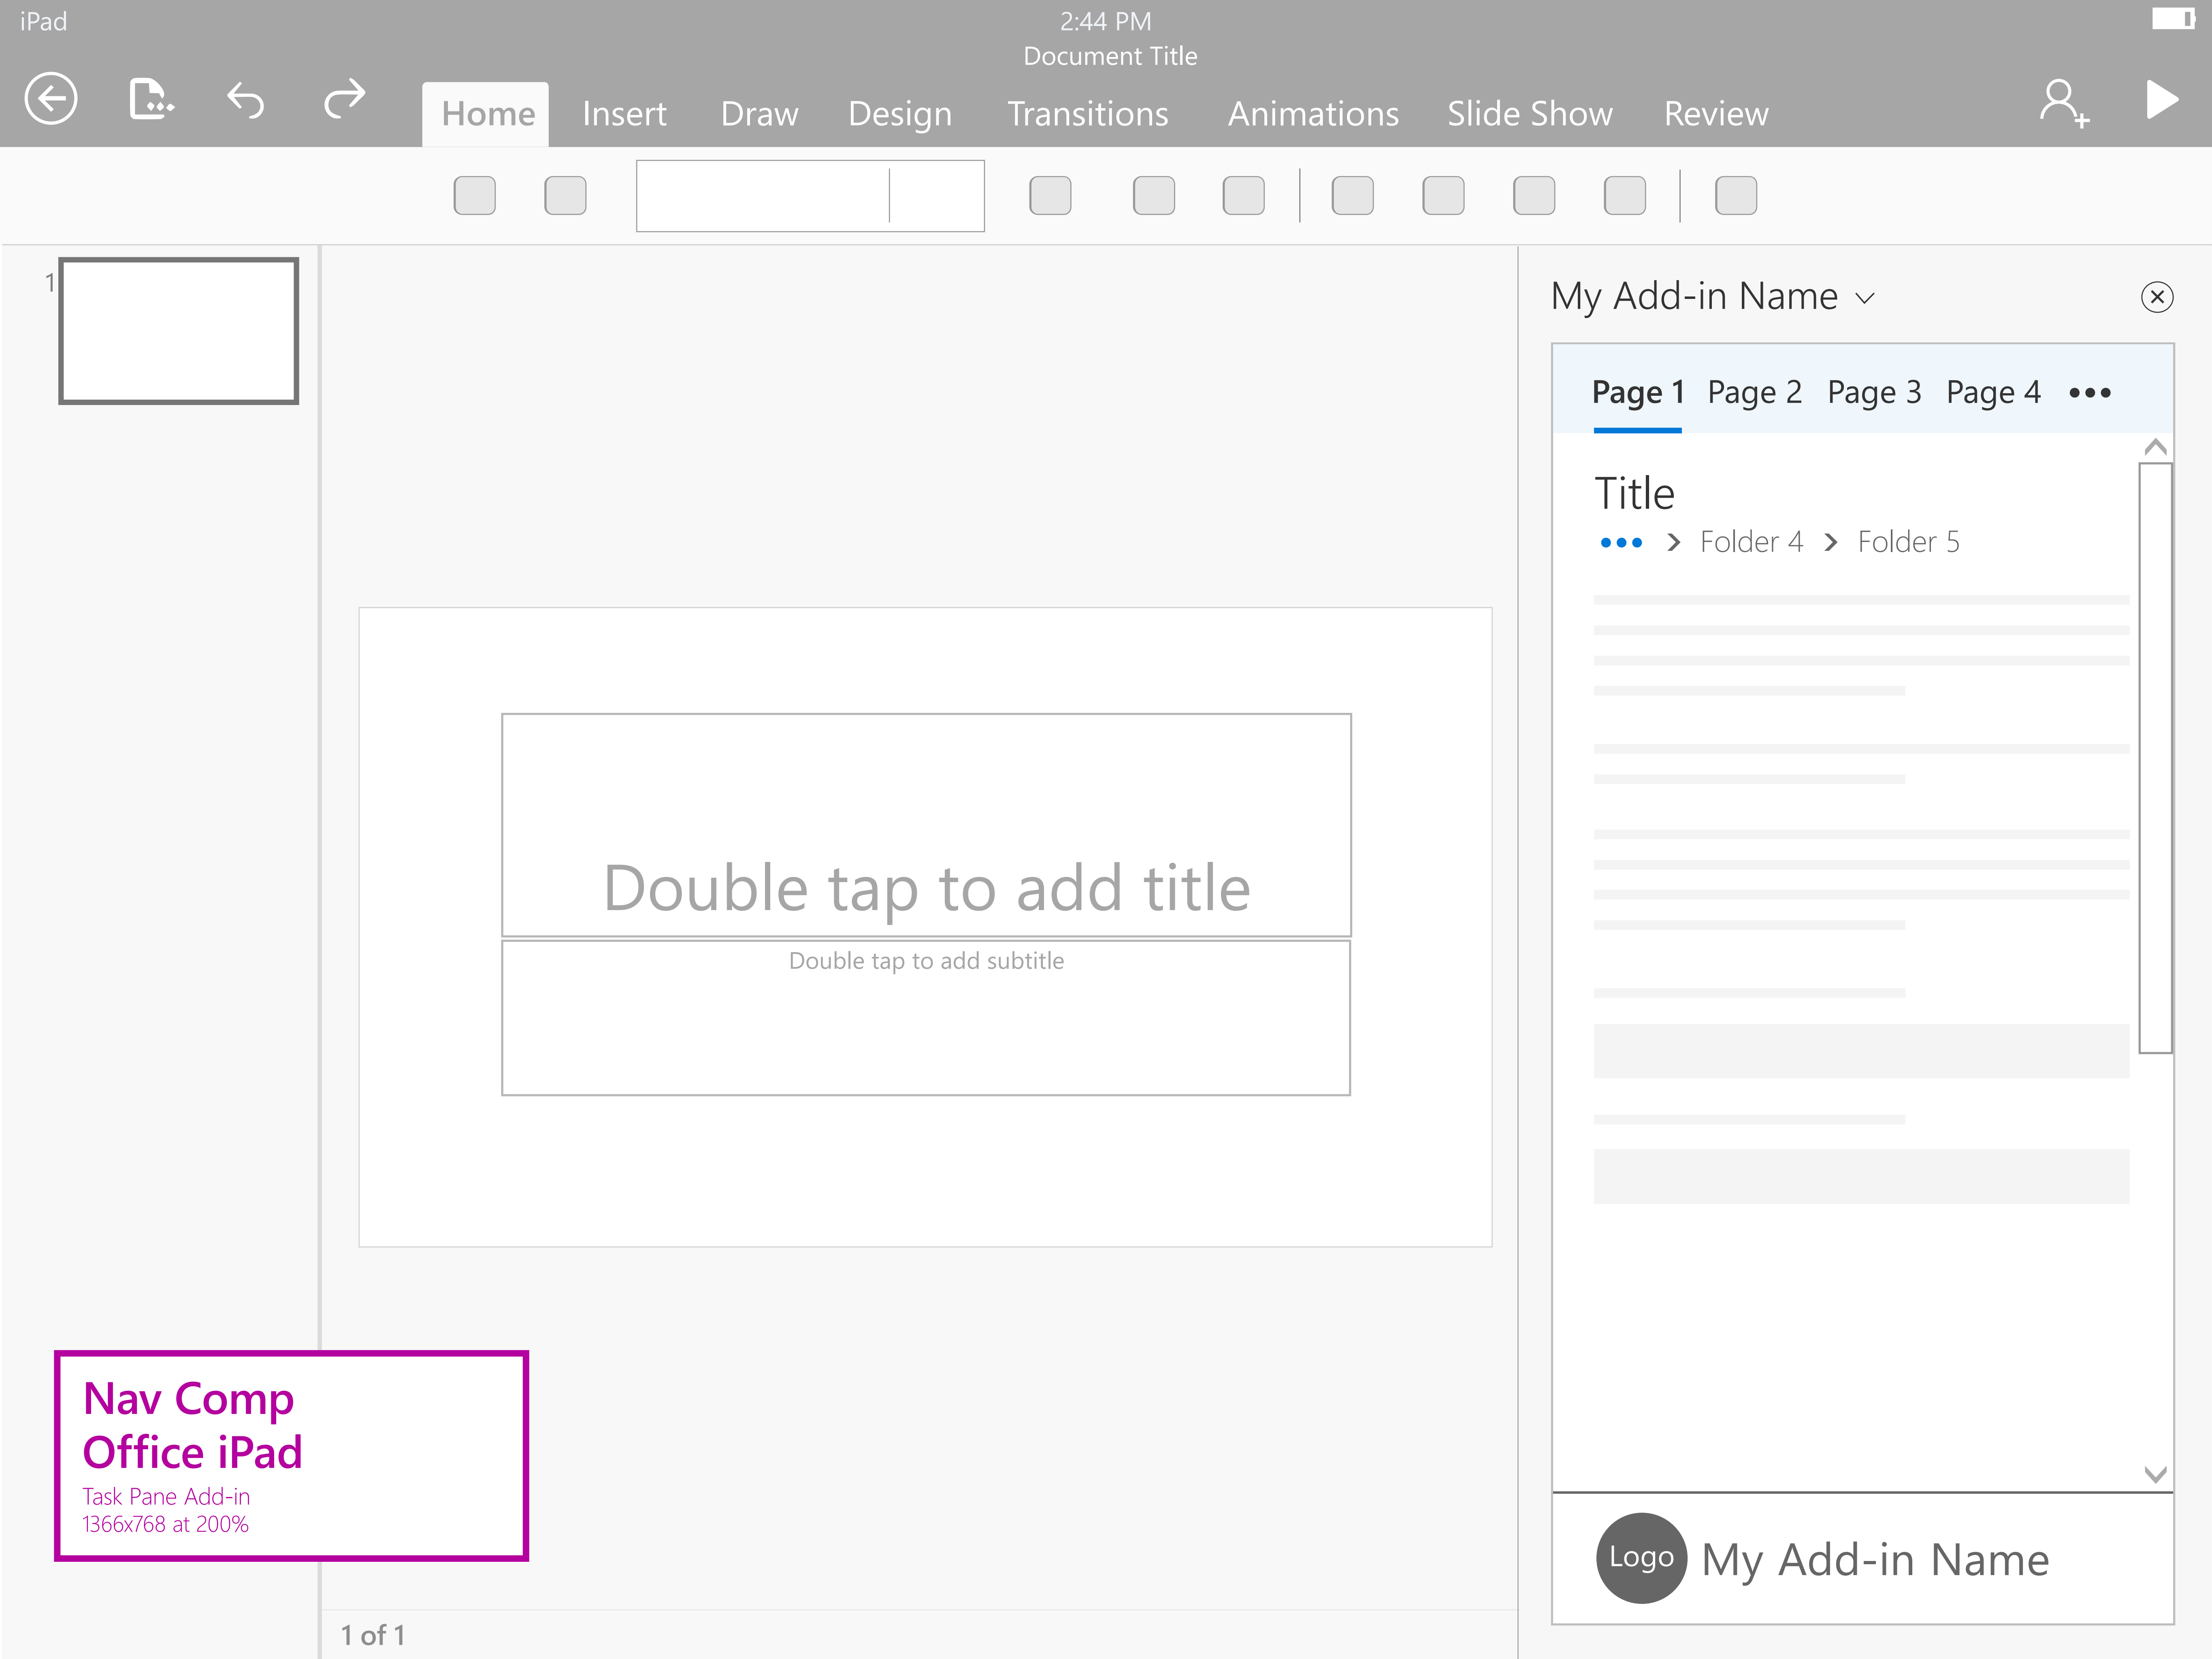 iPad
2:44 PM
Document Title
Home Insert Draw Design Transitions Animations Slide Show Review
1
My Add-in Name
Page 1 Page 2 Page 3 Page 4 •••
Title
••• > Folder 4 > Folder 5
Double tap to add title
Double tap to add subtitle
Nav Comp
Office iPad
Task Pane Add-in
1366x768 at 200%
Logo My Add-in Name
1 of 1